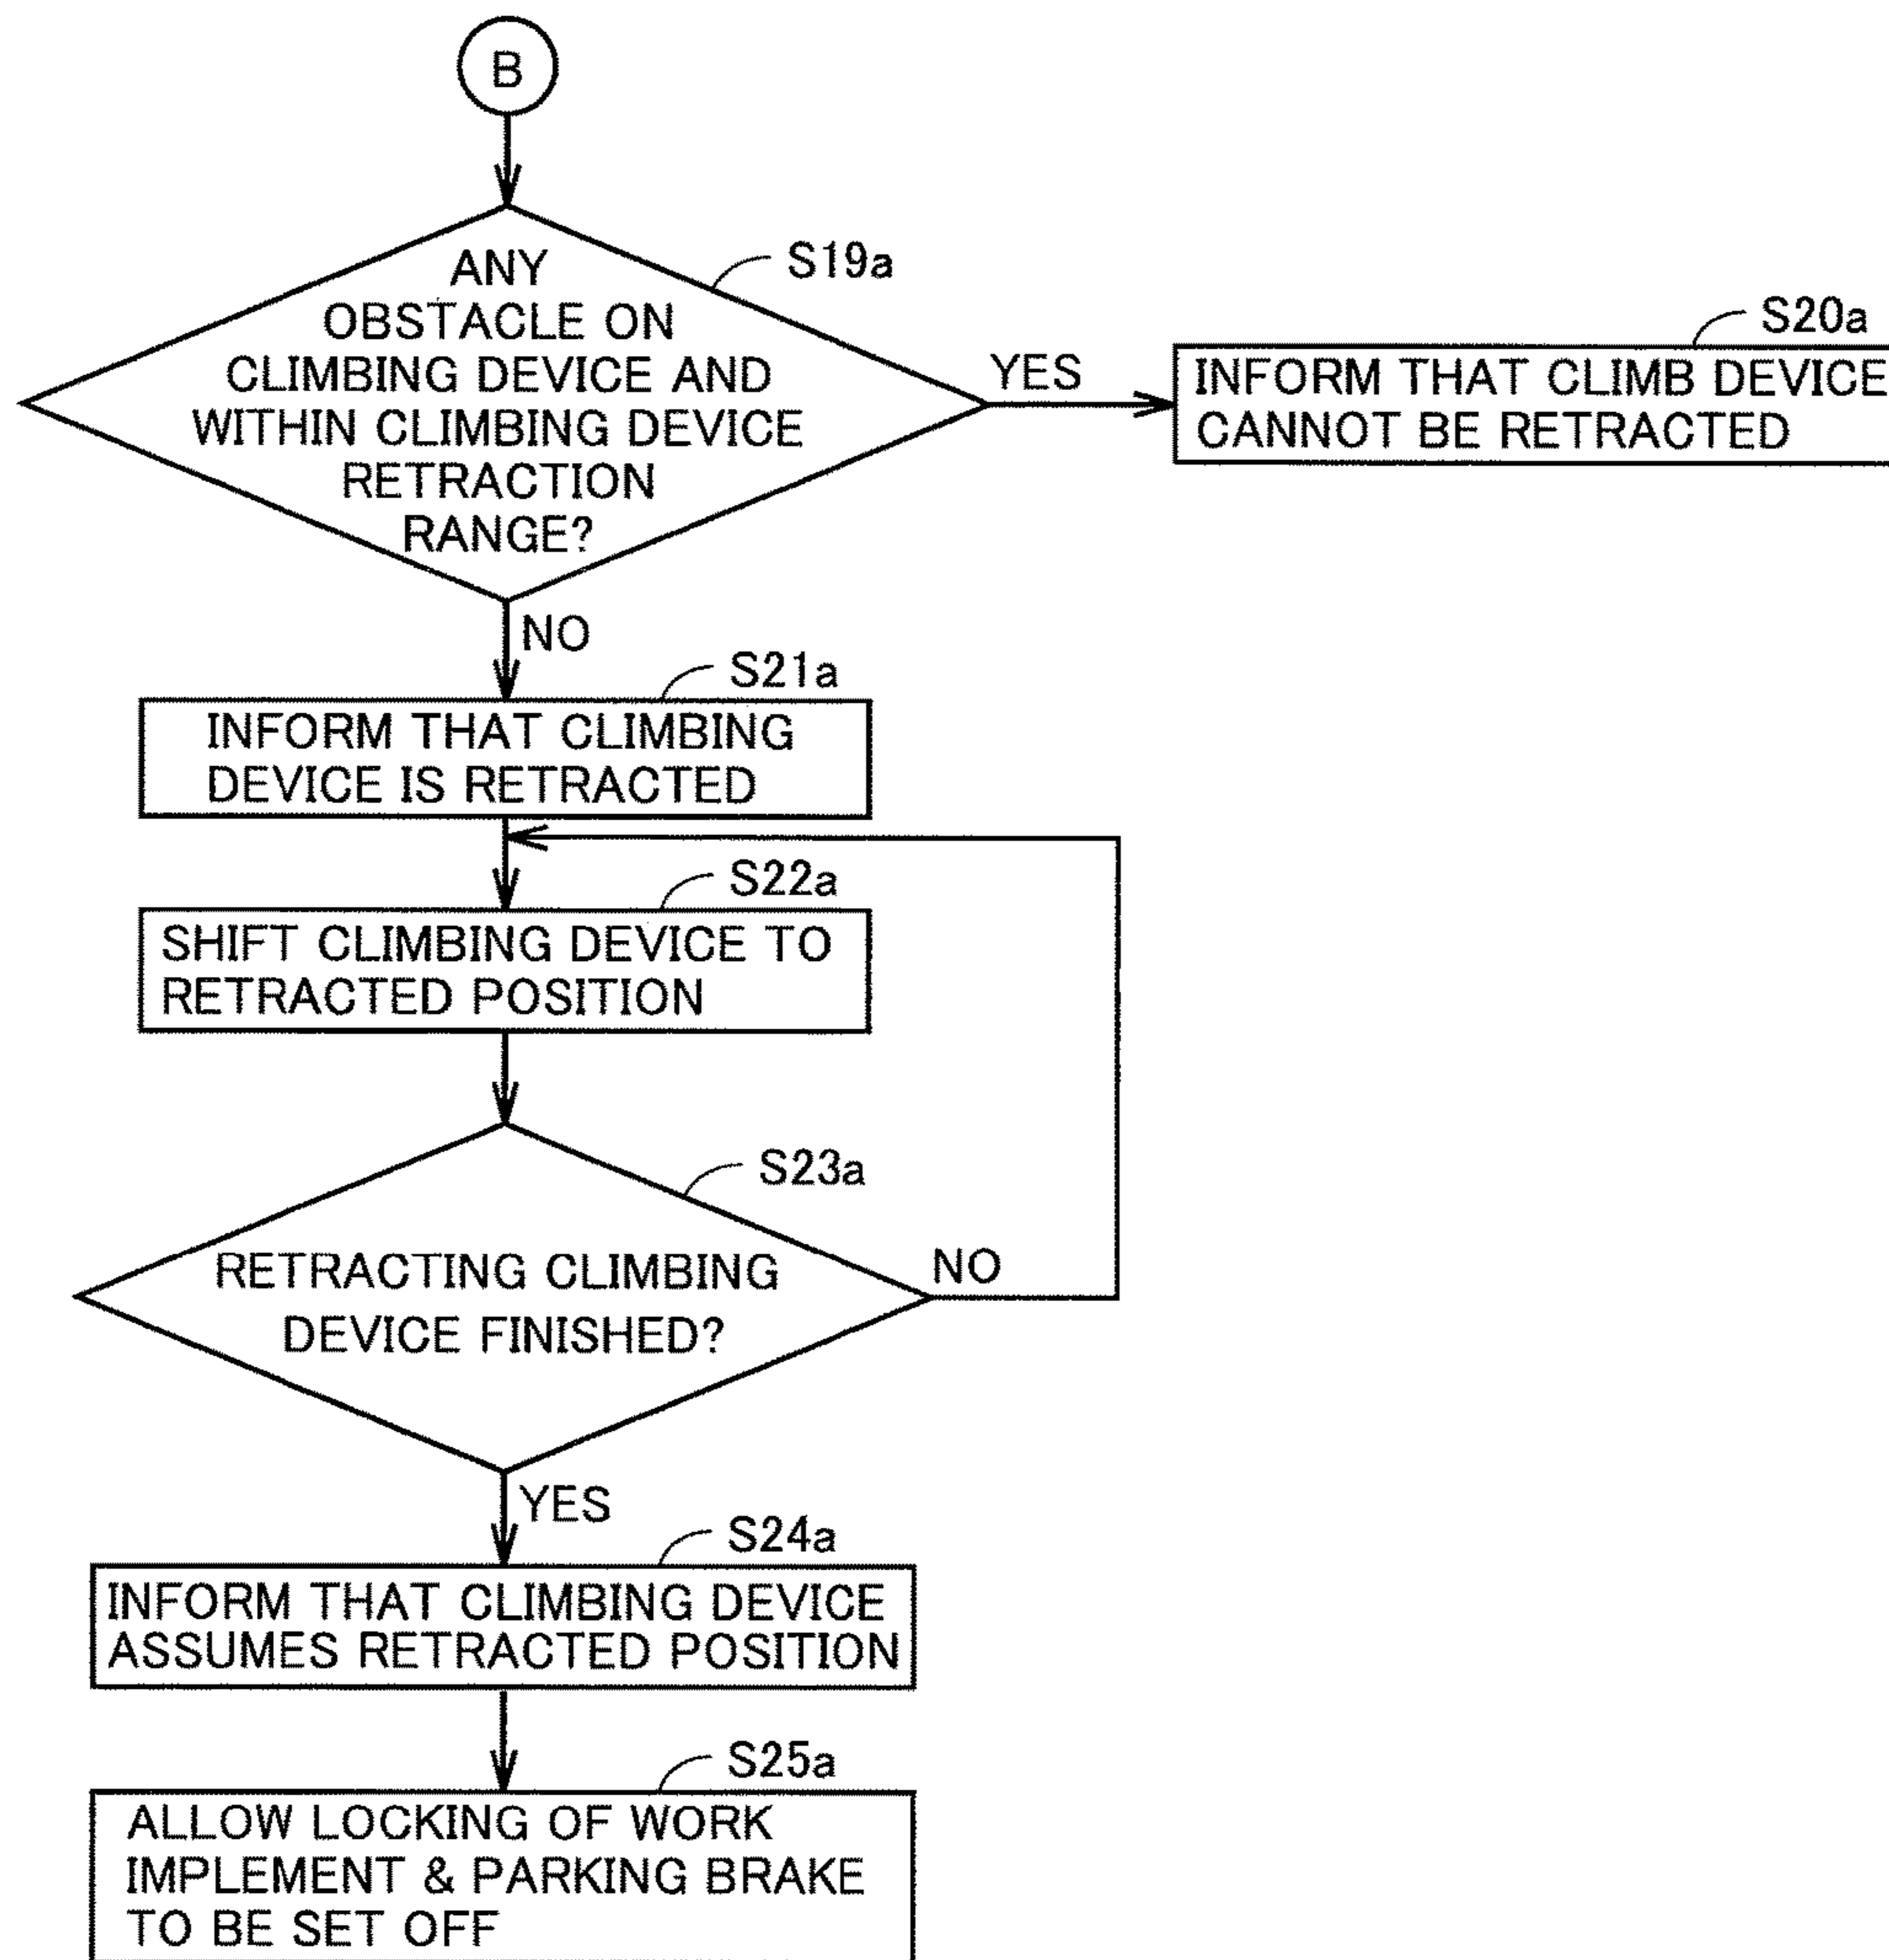 B
S19a
ANY
OBSTACLE ON
CLIMBING DEVICE AND
WITHIN CLIMBING DEVICE
RETRACTION
RANGE?
YES
S20a
INFORM THAT CLIMB DEVICE
CANNOT BE RETRACTED
NO
S21a
INFORM THAT CLIMBING
DEVICE IS RETRACTED
S22a
SHIFT CLIMBING DEVICE TO
RETRACTED POSITION
S23a
RETRACTING CLIMBING
DEVICE FINISHED?
NO
YES
S24a
INFORM THAT CLIMBING DEVICE
ASSUMES RETRACTED POSITION
S25a
ALLOW LOCKING OF WORK
IMPLEMENT & PARKING BRAKE
TO BE SET OFF